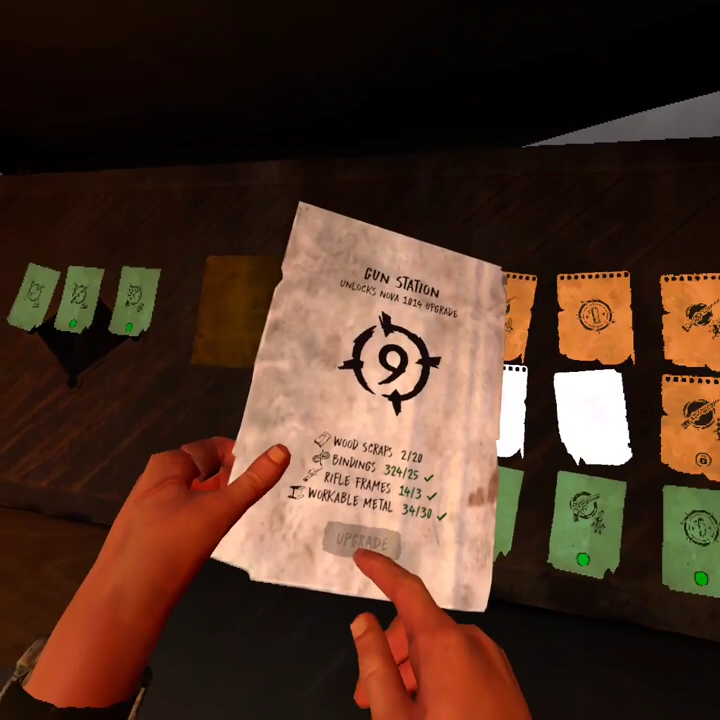 GUN STATION
UNLOCKS NOVA 1014 UPGRADE
9
WOOD SCRAPS 2/20
BINDINGS 324/25 ✓
RIFLE FRAMES 14/3 ✓
WORKABLE METAL 34/30 ✓
UPGRADE